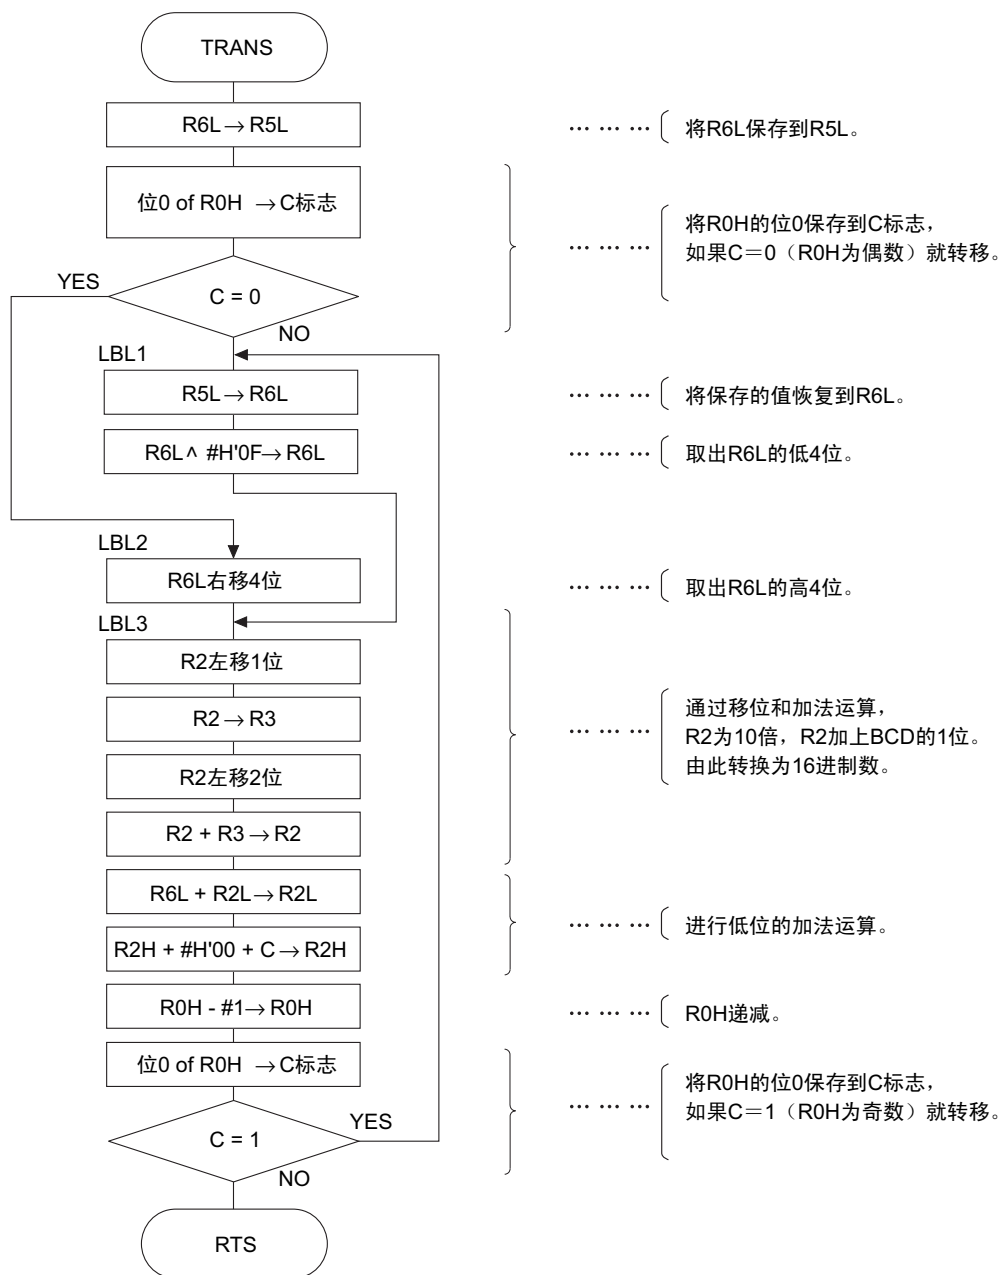 TRANS
R6L → R5L
… … … 将R6L保存到R5L。
位0 of R0H → C标志
… … … 将R0H的位0保存到C标志，
如果C＝0（R0H为偶数）就转移。
YES
C = 0
NO
LBL1
R5L → R6L
… … … 将保存的值恢复到R6L。
R6L ∧ #H'0F → R6L
… … … 取出R6L的低4位。
LBL2
R6L右移4位
… … … 取出R6L的高4位。
LBL3
R2左移1位
R2 → R3
… … … 通过移位和加法运算，
R2为10倍，R2加上BCD的1位。
由此转换为16进制数。
R2左移2位
R2 + R3 → R2
R6L + R2L → R2L
… … … 进行低位的加法运算。
R2H + #H'00 + C → R2H
R0H - #1 → R0H
… … … R0H递减。
位0 of R0H → C标志
… … … 将R0H的位0保存到C标志，
如果C＝1（R0H为奇数）就转移。
YES
C = 1
NO
RTS